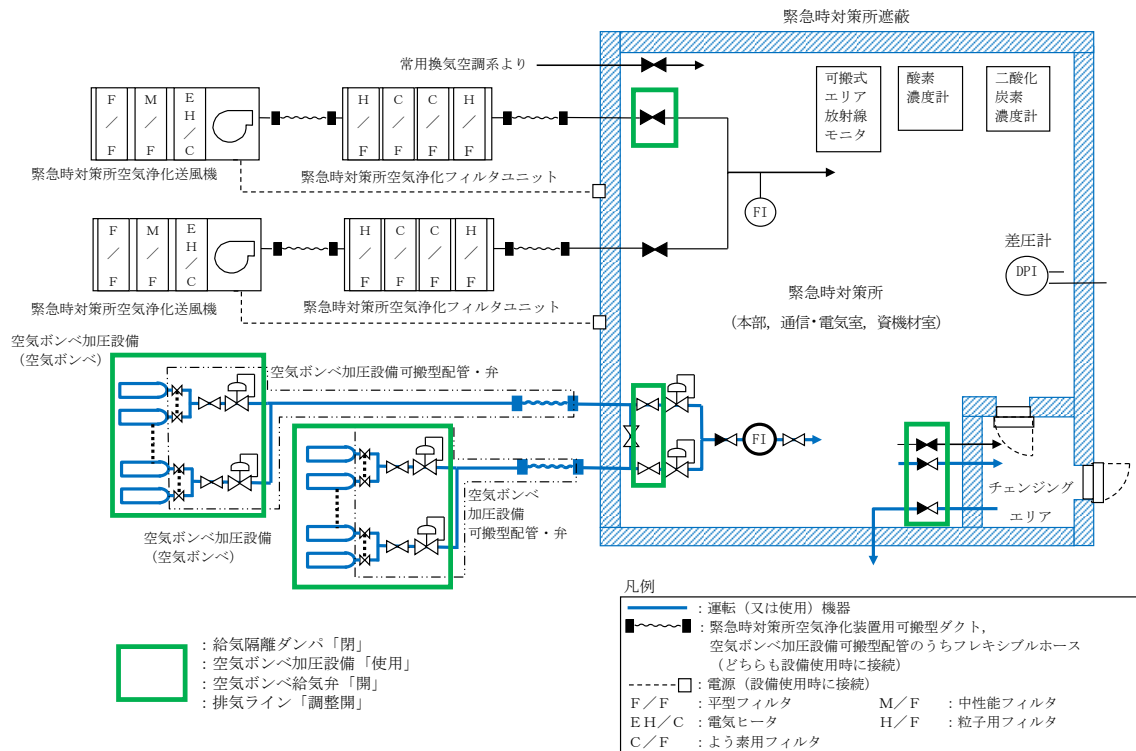 緊急時対策所遮蔽
常用換気空調系より
可搬式
エリア
放射線
モニタ
酸素
濃度計
二酸化
炭素
濃度計
F/F
M/F
EH/C
H/F
C/F
C/F
H/F
緊急時対策所空気浄化送風機
緊急時対策所空気浄化フィルタユニット
FI
F/F
M/F
EH/C
H/F
C/F
C/F
H/F
緊急時対策所空気浄化送風機
緊急時対策所空気浄化フィルタユニット
差圧計
DPI
緊急時対策所
(本部，通信・電気室，資機材室)
空気ボンベ加圧設備
(空気ボンベ)
空気ボンベ加圧設備可搬型配管・弁
FI
空気ボンベ
加圧設備
可搬型配管・弁
空気ボンベ加圧設備
(空気ボンベ)
チェンジング
エリア
凡例
：運転（又は使用）機器
：緊急時対策所空気浄化装置用可搬型ダクト，
空気ボンベ加圧設備可搬型配管のうちフレキシブルホース
（どちらも設備使用時に接続）
：電源（設備使用時に接続）
F／F ：平型フィルタ M／F ：中性能フィルタ
EH／C ：電気ヒータ H／F ：粒子用フィルタ
C／F ：よう素用フィルタ
：給気隔離ダンパ「閉」
：空気ボンベ加圧設備「使用」
：空気ボンベ給気弁「開」
：排気ライン「調整開」